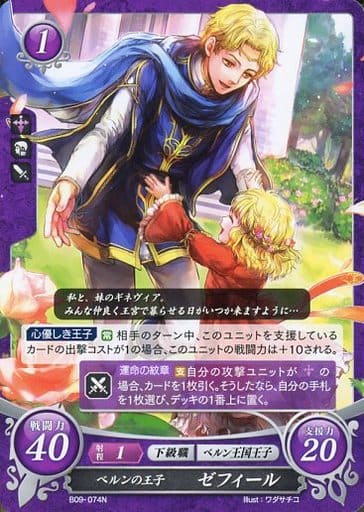 1
私と、妹のギネヴィア。
みんな仲良く王宮で暮らせる日がいつか来ますように…
心優しき王子 常 相手のターン中、このユニットを支援している
カードの出撃コストが1の場合、このユニットの戦闘力は+10される。
運命の紋章 支 自分の攻撃ユニットが
の場合、カードを1枚引く。そうしたなら、自分の手札
を1枚選び、デッキの1番上に置く。
戦闘力
40
射程 1
下級職
ベルン王国王子
支援力
20
ベルンの王子 ゼフィール
B09-074N
Illust:ワダサチコ